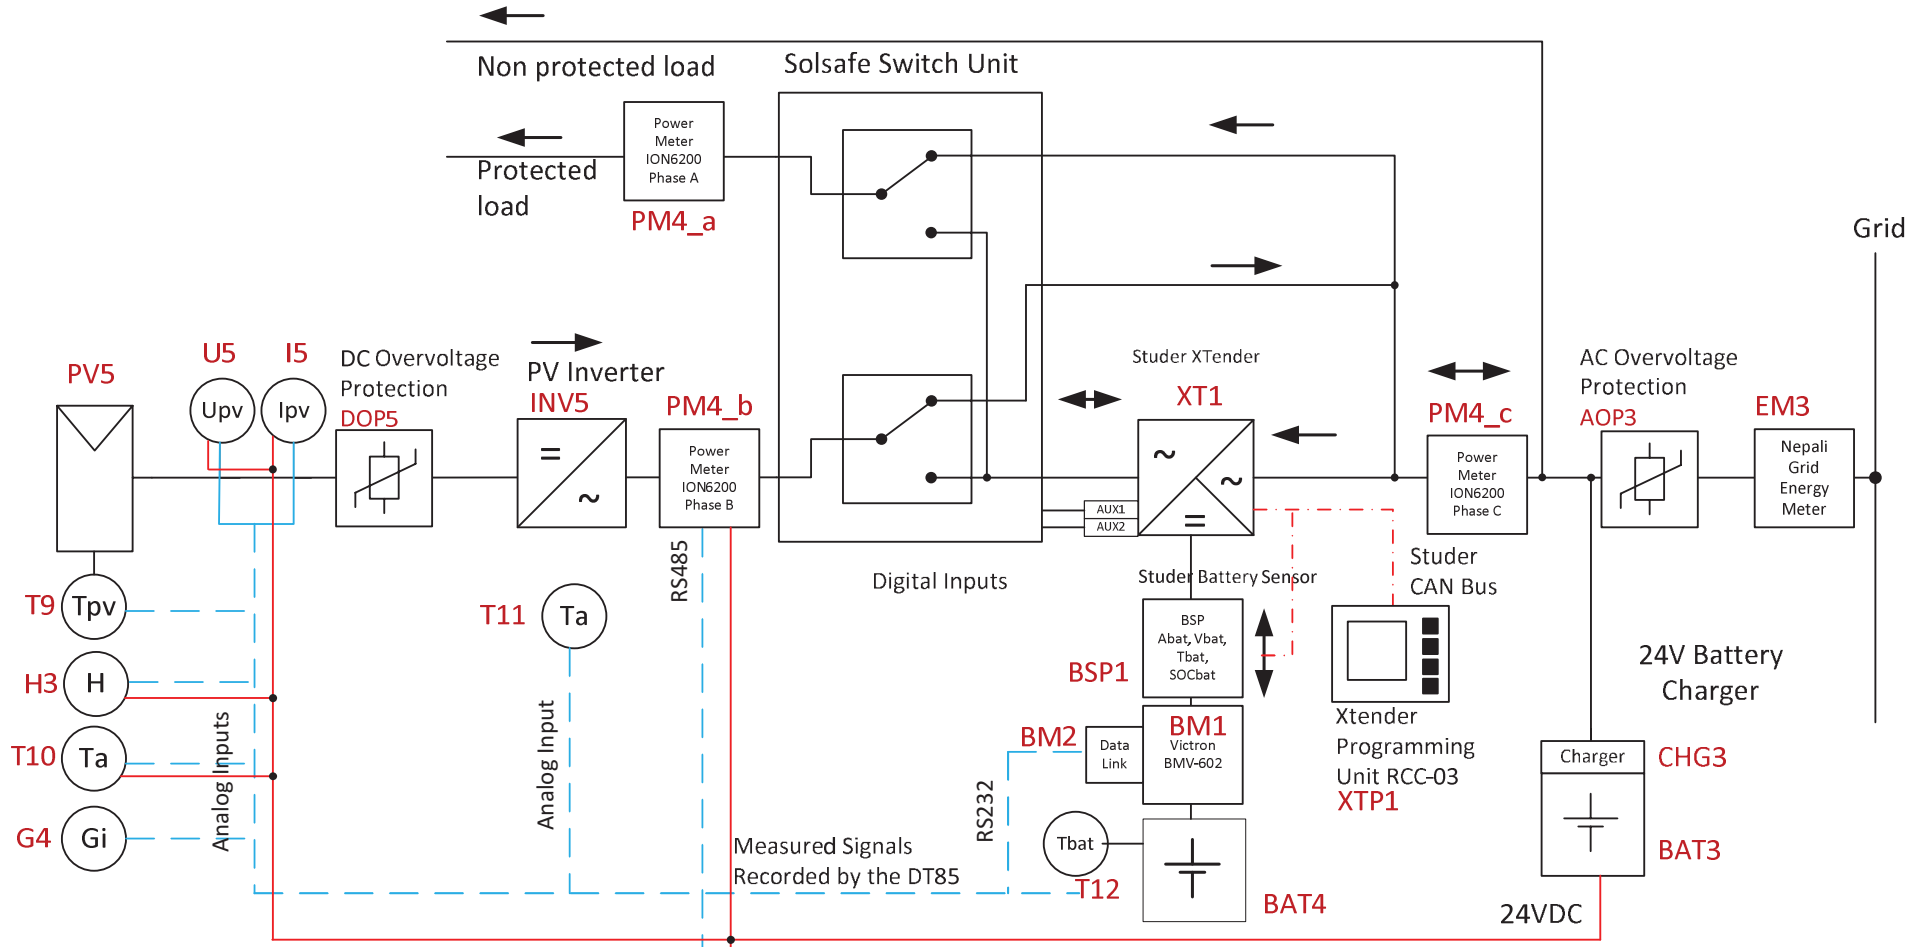 Non protected load
Solsafe Switch Unit
Power
Meter
ION6200
Phase A
Protected
load
PM4_a
Grid
PV5
U5
I5
Upv
Ipv
DC Overvoltage
Protection
DOP5
PV Inverter
INV5
=
~
PM4_b
Power
Meter
ION6200
Phase B
Studer XTender
XT1
~
~
=
AUX1
AUX2
PM4_c
Power
Meter
ION6200
Phase C
AC Overvoltage
Protection
AOP3
EM3
Nepali
Grid
Energy
Meter
RS485
Digital Inputs
Studer Battery Sensor
Studer
CAN Bus
T9
Tpv
T11
Ta
BSP
Abat, Vbat,
Tbat,
SOCbat
BSP1
24V Battery
Charger
H3
H
Analog Inputs
Analog Input
Xtender
Programming
Unit RCC-03
XTP1
BM2
Data
Link
BM1
Victron
BMV-602
T10
Ta
Charger
CHG3
RS232
G4
Gi
Measured Signals
Recorded by the DT85
Tbat
T12
BAT4
BAT3
24VDC